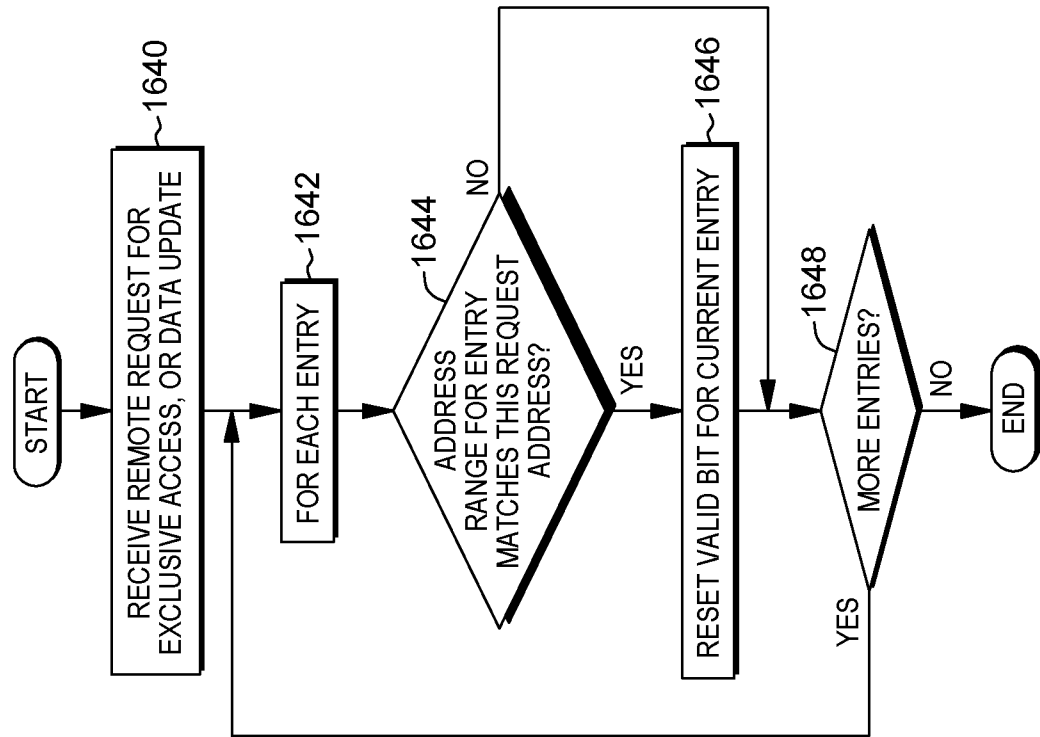 START
RECEIVE REMOTE REQUEST FOR
EXCLUSIVE ACCESS, OR DATA UPDATE
1640
FOR EACH ENTRY
1642
ADDRESS
RANGE FOR ENTRY
MATCHES THIS REQUEST
ADDRESS?
1644
NO
YES
RESET VALID BIT FOR CURRENT ENTRY
1646
MORE ENTRIES?
1648
YES
NO
END